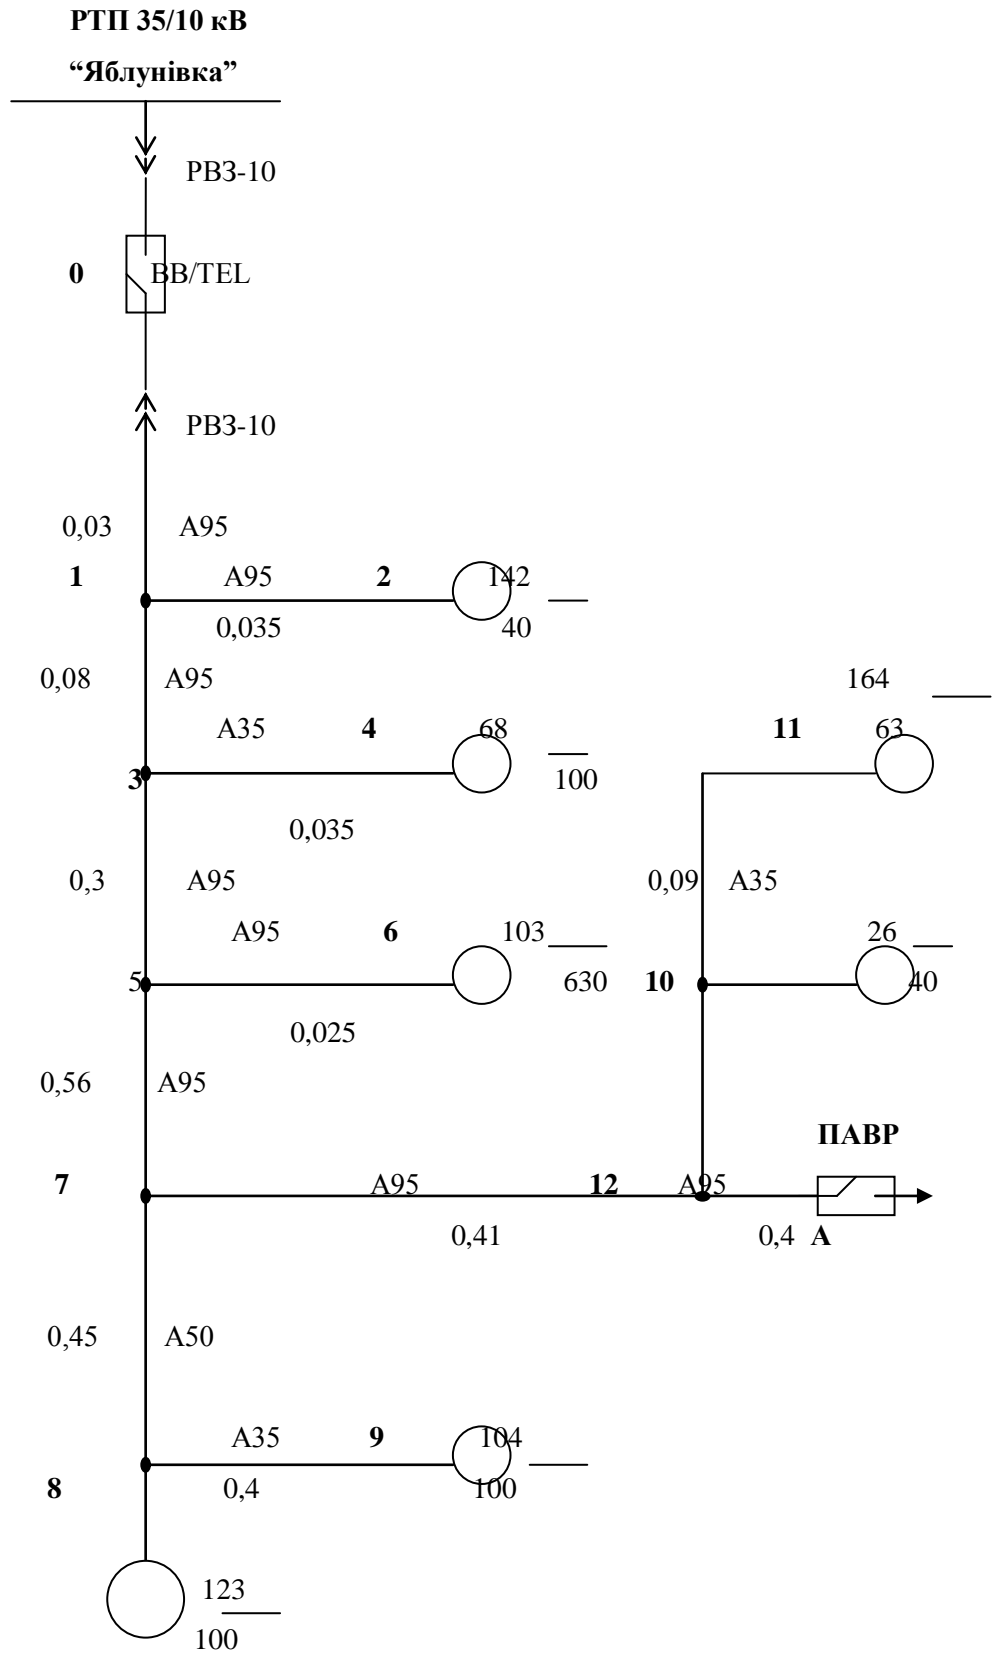 РТП 35/10 кВ
“Яблунівка”
РВЗ-10
0 ВВ/TEL
РВЗ-10
0,03 А95
1 А95 2 142
0,035 40
0,08 А95 164
А35 4 68 11 63
3 100
0,035
0,3 А95 0,09 А35
А95 6 103 26
5 630 10 40
0,025
0,56 А95
ПАВР
7 А95 12 А95
0,41 0,4 А
0,45 А50
А35 9 104
8 0,4 100
123
100